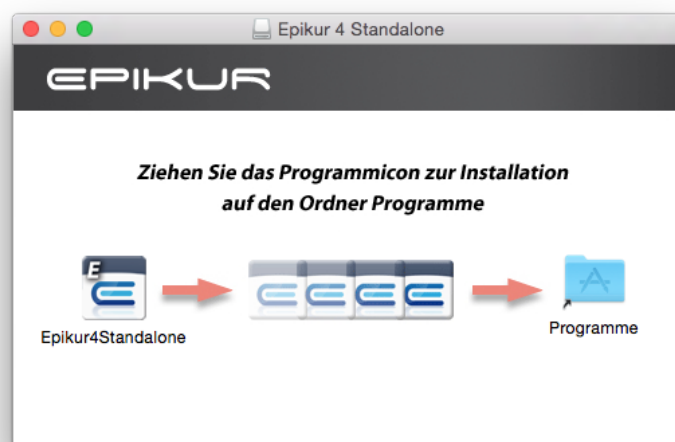 Epikur 4 Standalone
EPIKUR
Ziehen Sie das Programmicon zur Installation
auf den Ordner Programme
E
Epikur4Standalone
Programme